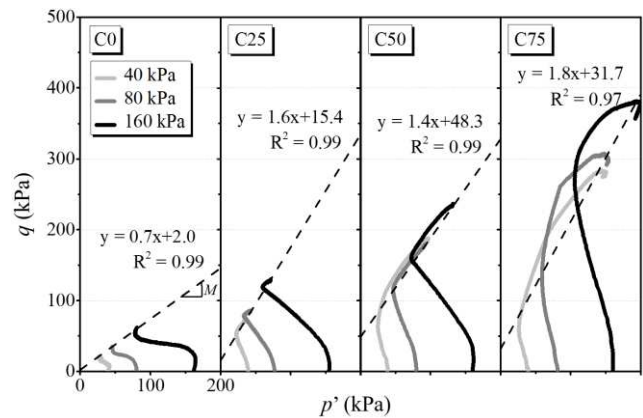 500
400
300
200
100
0
q (kPa)
C0
40 kPa
80 kPa
160 kPa
y = 0.7x+2.0
R² = 0.99
M
C25
y = 1.6x+15.4
R² = 0.99
C50
y = 1.4x+48.3
R² = 0.99
C75
y = 1.8x+31.7
R² = 0.97
0
100
200
p' (kPa)